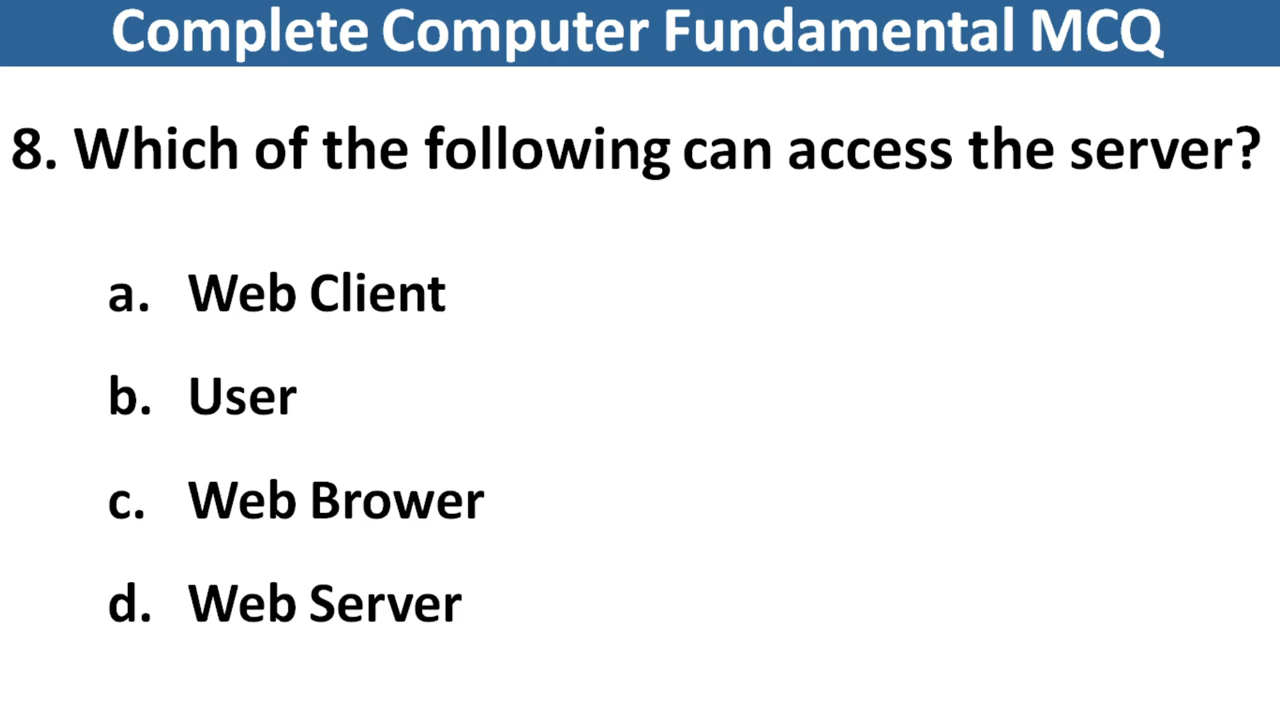 Complete Computer Fundamental MCQ
8. Which of the following can access the server?
a. Web Client
b. User
c. Web Brower
d. Web Server